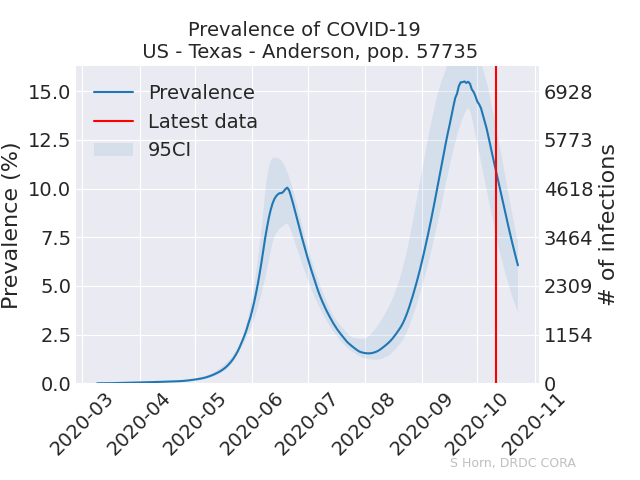 Prevalence of COVID-19
US - Texas - Anderson, pop. 57735
Prevalence
Latest data
95CI
Prevalence (%)
15.0
12.5
10.0
7.5
5.0
2.5
0.0
# of infections
6928
5773
4618
3464
2309
1154
0
2020-03
2020-04
2020-05
2020-06
2020-07
2020-08
2020-09
2020-10
2020-11
S Horn, DRDC CORA